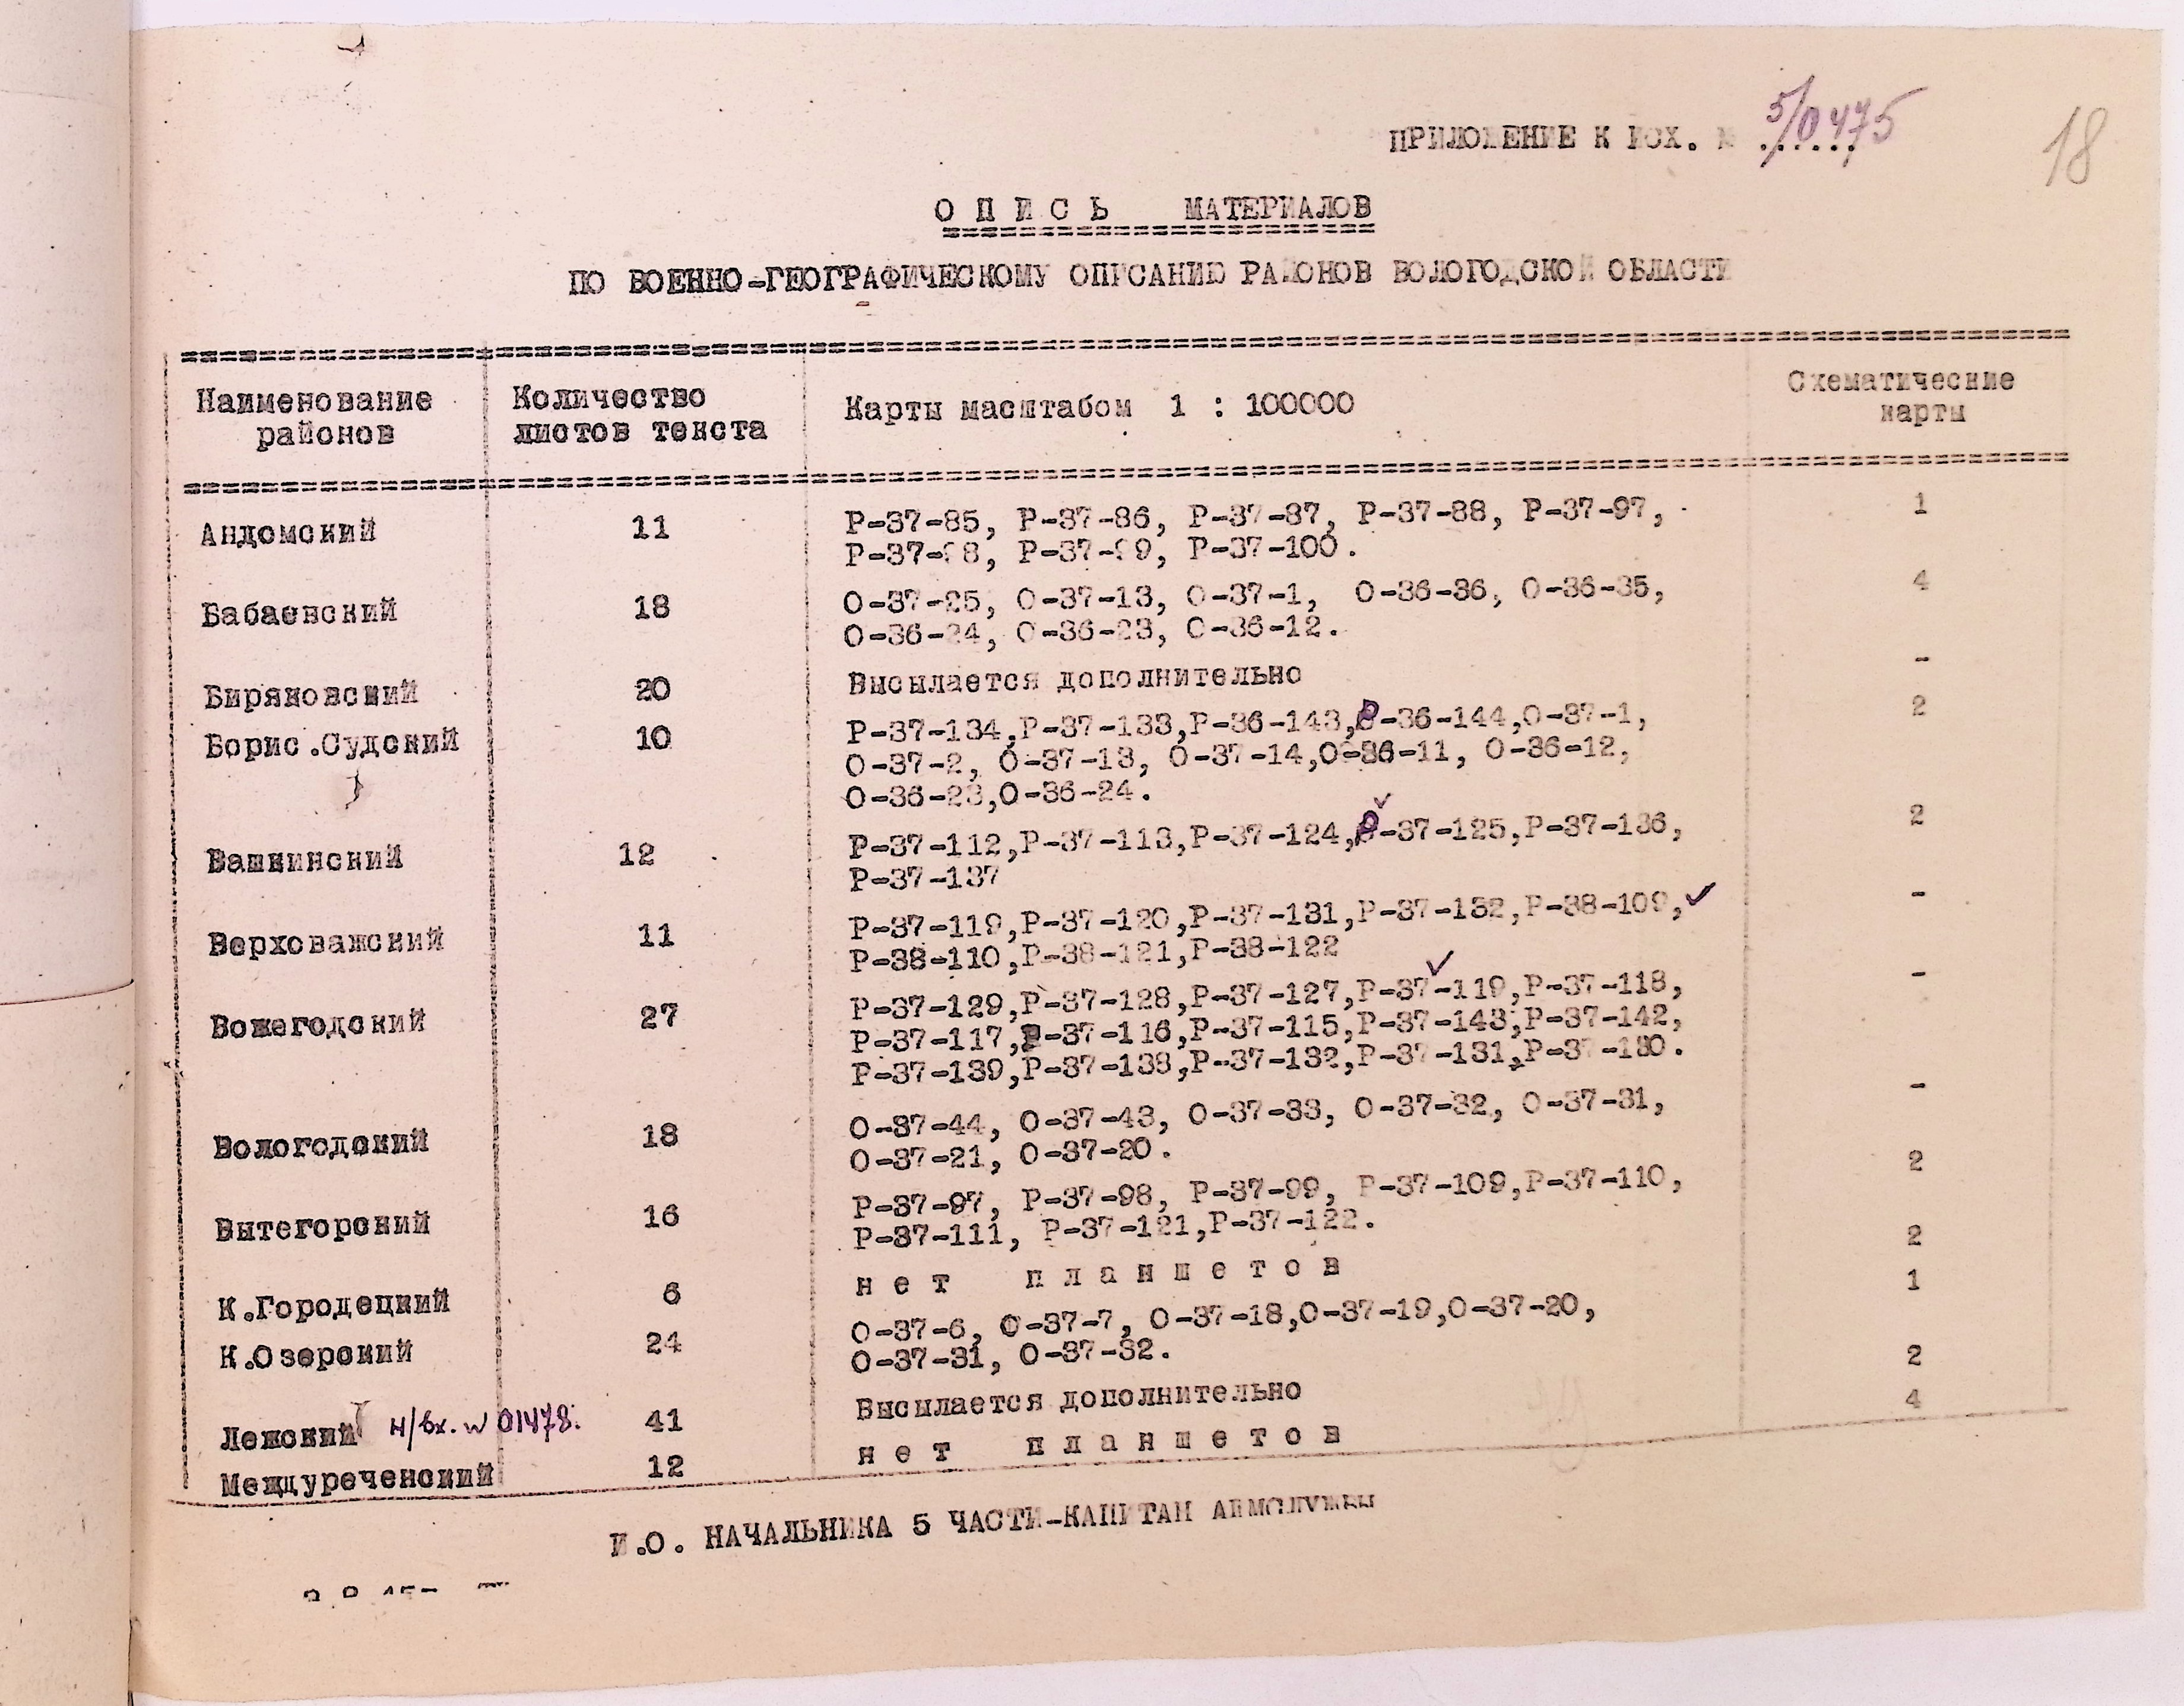 ПРИЛОЖЕНИЕ К ИСХ. № 5/0475
18
О П И С Ь МАТЕРИАЛОВ
ПО ВОЕННО-ГЕОГРАФИЧЕСКОМУ ОПИСАНИЮ РАЙОНОВ ВОЛОГОДСКОЙ ОБЛАСТИ
Наименование районов Количество листов текста Карты масштабом 1 : 100000 Схематические карты
Андомский 11 Р-37-85, Р-37-86, Р-37-87, Р-37-88, Р-37-97, 1
Р-37-98, Р-37-99, Р-37-100.
Бабаевский 18 О-37-25, О-37-13, О-37-1, О-36-36, О-36-35, 4
О-36-24, О-36-23, О-36-12.
Биряковский 20 Высылается дополнительно -
Борис.Судский 10 Р-37-134,Р-37-133,Р-36-143,Р-36-144,О-37-1, 2
О-37-2, О-37-13, О-37-14,О-36-11, О-36-12,
О-36-23,О-36-24.
Вашкинский 12 Р-37-112,Р-37-113,Р-37-124,Р-37-125,Р-37-136, 2
Р-37-137
Верховажский 11 Р-37-119,Р-37-120,Р-37-131,Р-37-132,Р-38-109, -
Р-38-110,Р-38-121,Р-38-122
Вожегодский 27 Р-37-129,Р-37-128,Р-37-127,Р-37-119,Р-37-118, -
Р-37-117,Р-37-116,Р-37-115,Р-37-143,Р-37-142,
Р-37-139,Р-37-138,Р-37-132,Р-37-131,Р-37-130.
Вологодский 18 О-37-44, О-37-43, О-37-33, О-37-32, О-37-31, -
О-37-21, О-37-20.
Вытегорский 16 Р-37-97, Р-37-98, Р-37-99, Р-37-109,Р-37-110, 2
Р-37-111, Р-37-121,Р-37-122.
К.Городецкий 6 н е т п л а н ш е т о в 2
К.Озерский 24 О-37-6, О-37-7, О-37-18,О-37-19,О-37-20, 1
О-37-31, О-37-32.
Лежский н/вх. № 01478. 41 Высылается дополнительно 2
Междуреченский 12 н е т п л а н ш е т о в 4
И.О. НАЧАЛЬНИКА 5 ЧАСТИ-КАПИТАН АДМСЛУЖБЫ